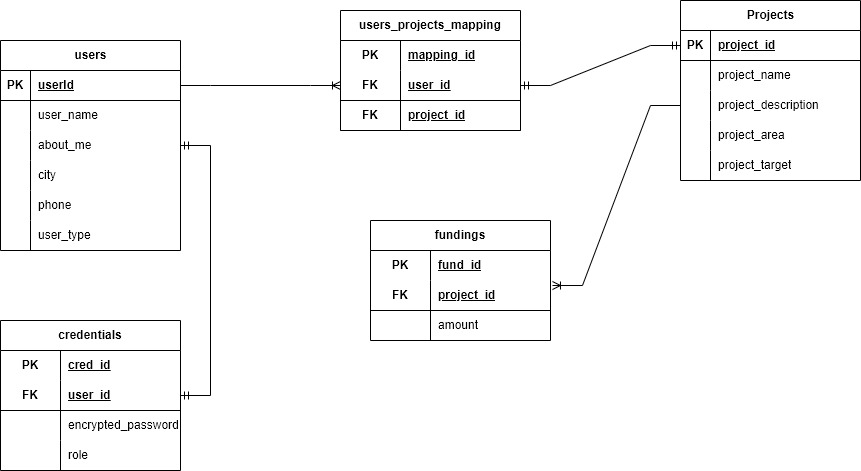 users
PK userId
user_name
about_me
city
phone
user_type
users_projects_mapping
PK mapping_id
FK user_id
FK project_id
Projects
PK project_id
project_name
project_description
project_area
project_target
fundings
PK fund_id
FK project_id
amount
credentials
PK cred_id
FK user_id
encrypted_password
role